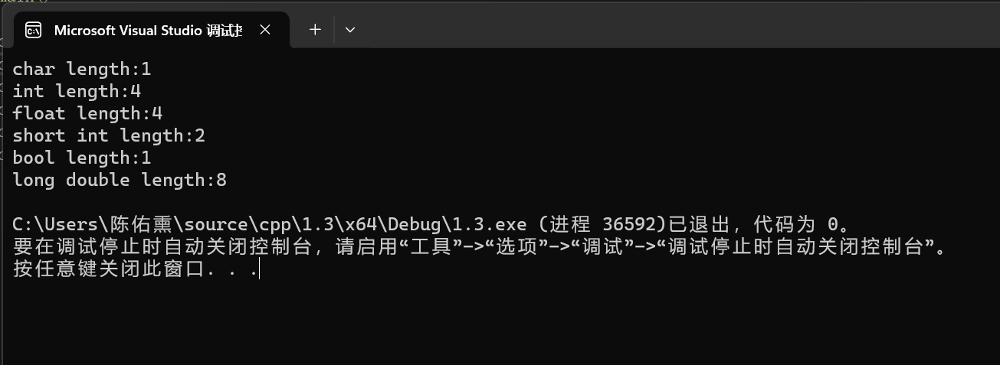 Microsoft Visual Studio 调试
char length:1
int length:4
float length:4
short int length:2
bool length:1
long double length:8
C:\Users\陈佑熏\source\cpp\1.3\x64\Debug\1.3.exe (进程 36592)已退出，代码为 0。
要在调试停止时自动关闭控制台，请启用“工具”->“选项”->“调试”->“调试停止时自动关闭控制台”。
按任意键关闭此窗口. . .